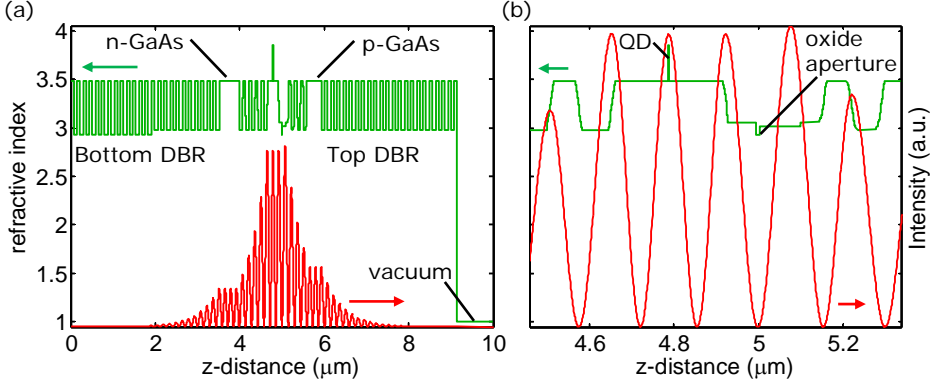 (a)
n-GaAs
p-GaAs
4
3.5
3
2.5
2
1.5
1
refractive index
Bottom DBR
Top DBR
vacuum
0
2
4
6
8
10
z-distance (μm)
(b)
QD
oxide
aperture
4.6
4.8
5
5.2
z-distance (μm)
Intensity (a.u.)